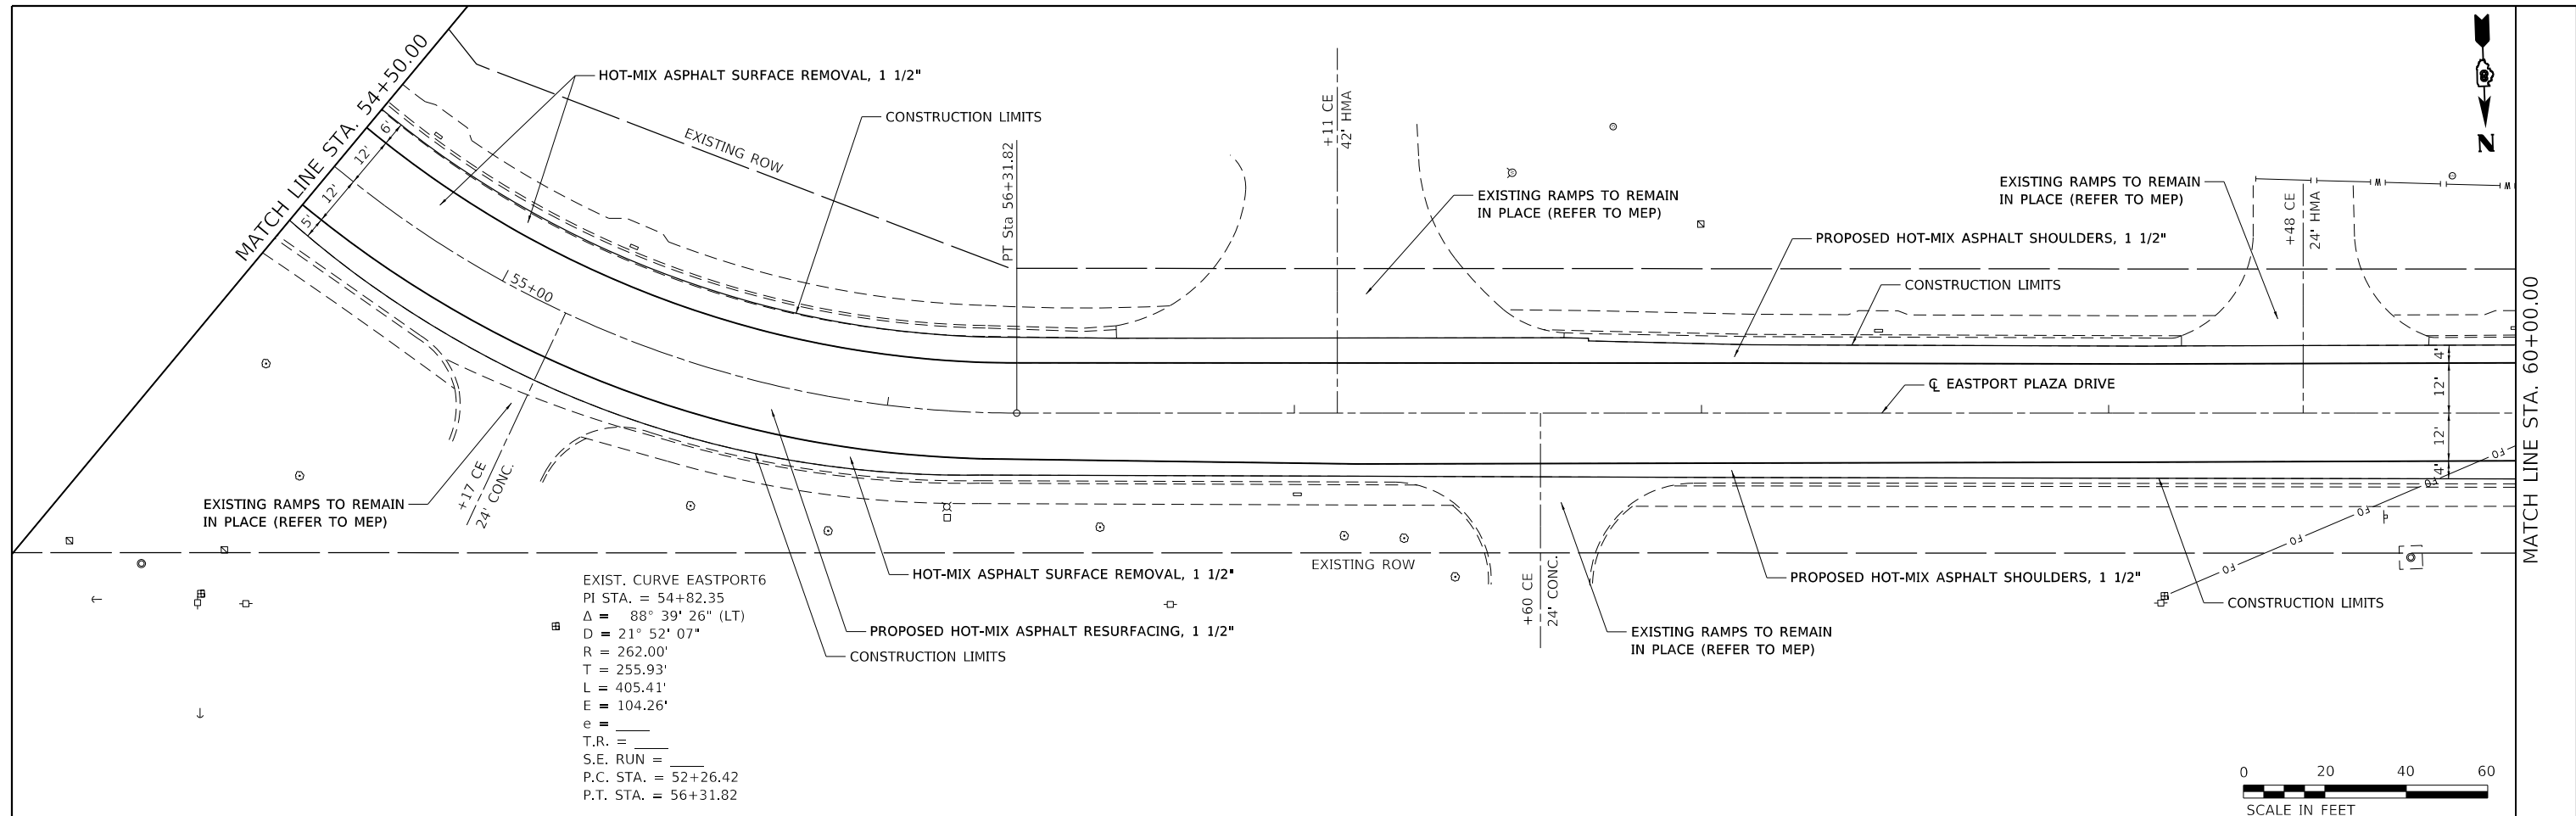 MATCH LINE STA. 54+50.00
HOT-MIX ASPHALT SURFACE REMOVAL, 1 1/2"
CONSTRUCTION LIMITS
EXISTING ROW
6'
12'
12'
5'
55+00
PT Sta 56+31.82
+11 CE
42' HMA
EXISTING RAMPS TO REMAIN
IN PLACE (REFER TO MEP)
PROPOSED HOT-MIX ASPHALT SHOULDERS, 1 1/2"
CONSTRUCTION LIMITS
EXISTING RAMPS TO REMAIN
IN PLACE (REFER TO MEP)
+48 CE
24' HMA
W
W
8
N
℄ EASTPORT PLAZA DRIVE
4'
12'
12'
4'
MATCH LINE STA. 60+00.00
EXISTING RAMPS TO REMAIN
IN PLACE (REFER TO MEP)
+17 CE
24' CONC.
HOT-MIX ASPHALT SURFACE REMOVAL, 1 1/2"
PROPOSED HOT-MIX ASPHALT RESURFACING, 1 1/2"
CONSTRUCTION LIMITS
EXISTING ROW
+60 CE
24' CONC.
EXISTING RAMPS TO REMAIN
IN PLACE (REFER TO MEP)
PROPOSED HOT-MIX ASPHALT SHOULDERS, 1 1/2"
CONSTRUCTION LIMITS
FO
FO
FO
FO
FO
EXIST. CURVE EASTPORT6
PI STA. = 54+82.35
Δ = 88° 39' 26" (LT)
D = 21° 52' 07"
R = 262.00'
T = 255.93'
L = 405.41'
E = 104.26'
e = ____
T.R. = ____
S.E. RUN = ____
P.C. STA. = 52+26.42
P.T. STA. = 56+31.82
0 20 40 60
SCALE IN FEET